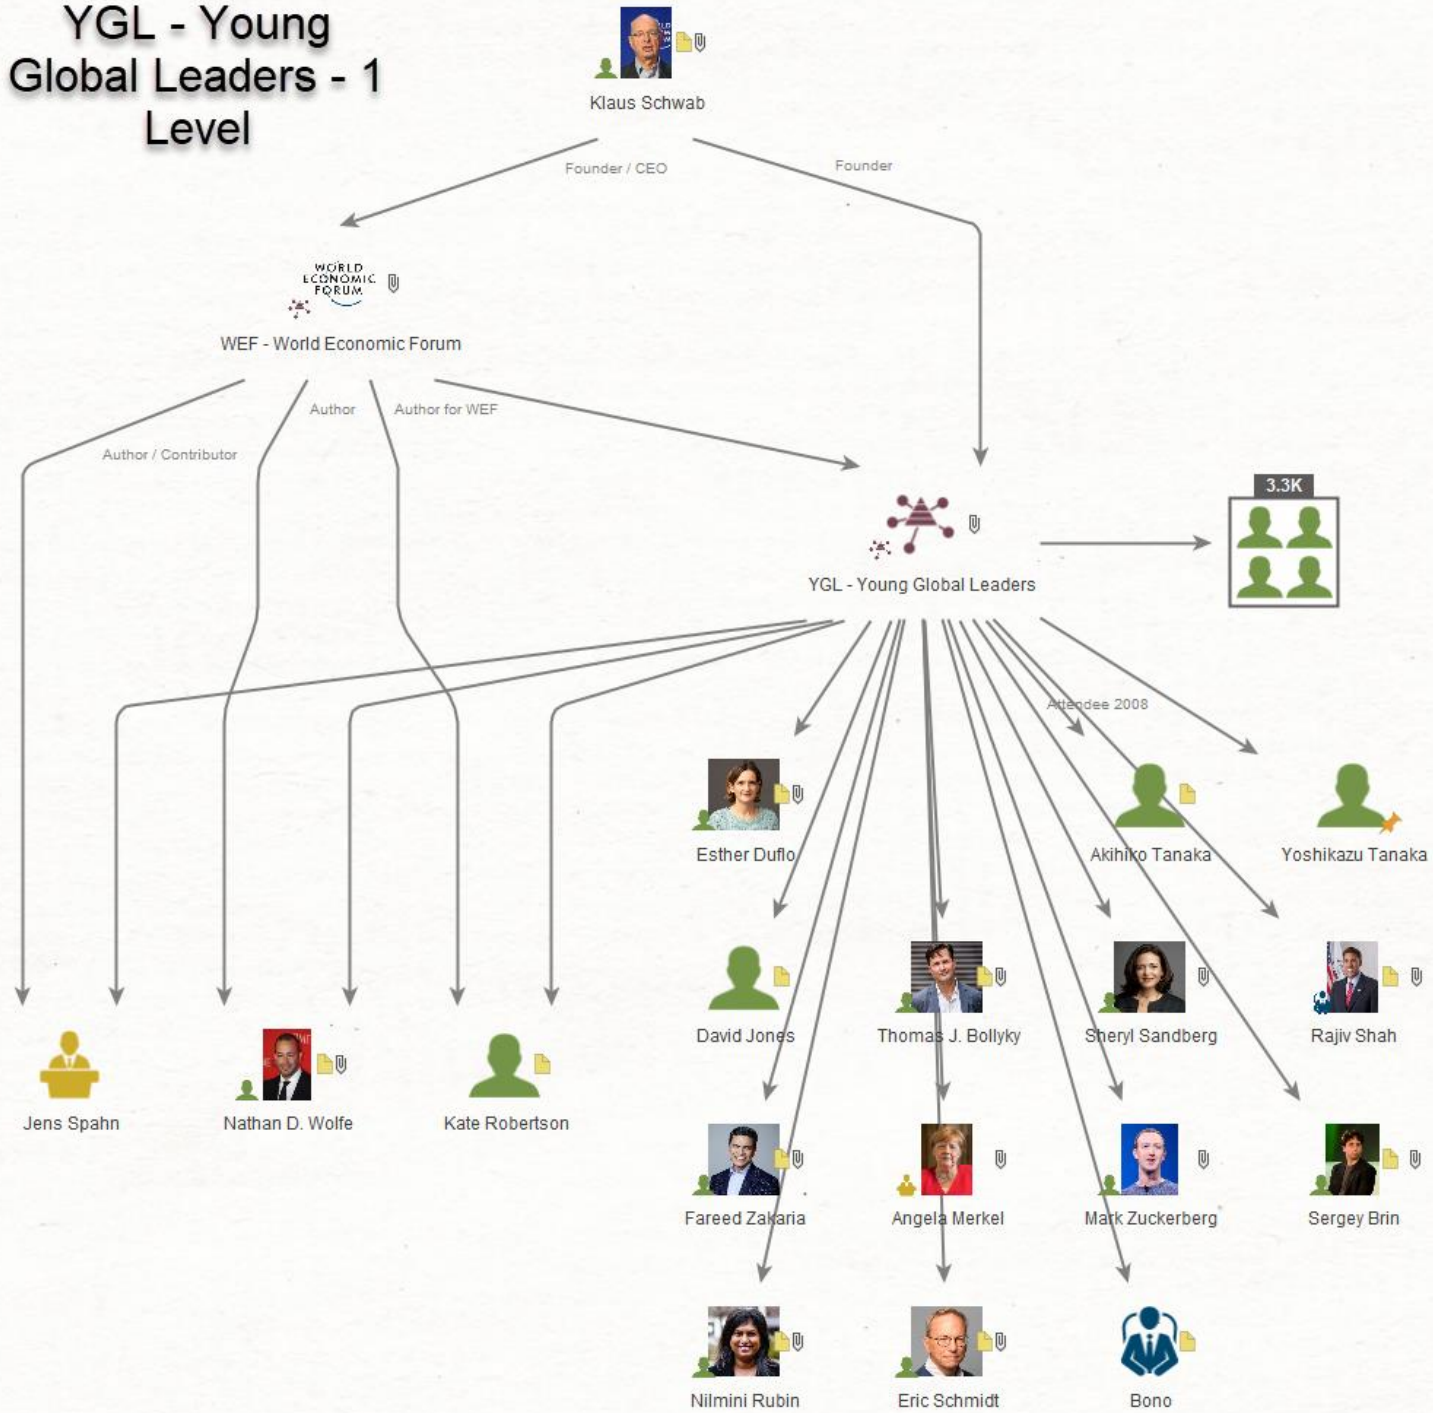 YGL - Young
Global Leaders - 1
Level
Klaus Schwab
Founder / CEO
Founder
WORLD
ECONOMIC
FORUM
WEF - World Economic Forum
Author
Author for WEF
Author / Contributor
3.3K
YGL - Young Global Leaders
Attendee 2008
Esther Duflo
Akihiko Tanaka
Yoshikazu Tanaka
David Jones
Thomas J. Bollyky
Sheryl Sandberg
Rajiv Shah
Jens Spahn
Nathan D. Wolfe
Kate Robertson
Fareed Zakaria
Angela Merkel
Mark Zuckerberg
Sergey Brin
Nilmini Rubin
Eric Schmidt
Bono